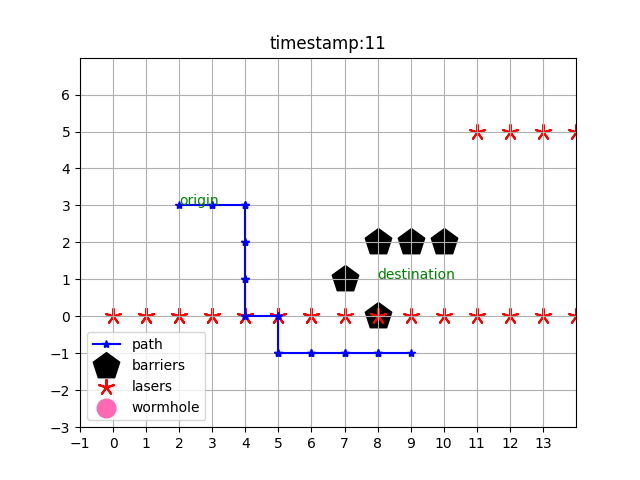 timestamp:11
6
5
4
3
2
1
0
−1
−2
−3
origin
destination
path
barriers
lasers
wormhole
−1 0 1 2 3 4 5 6 7 8 9 10 11 12 13